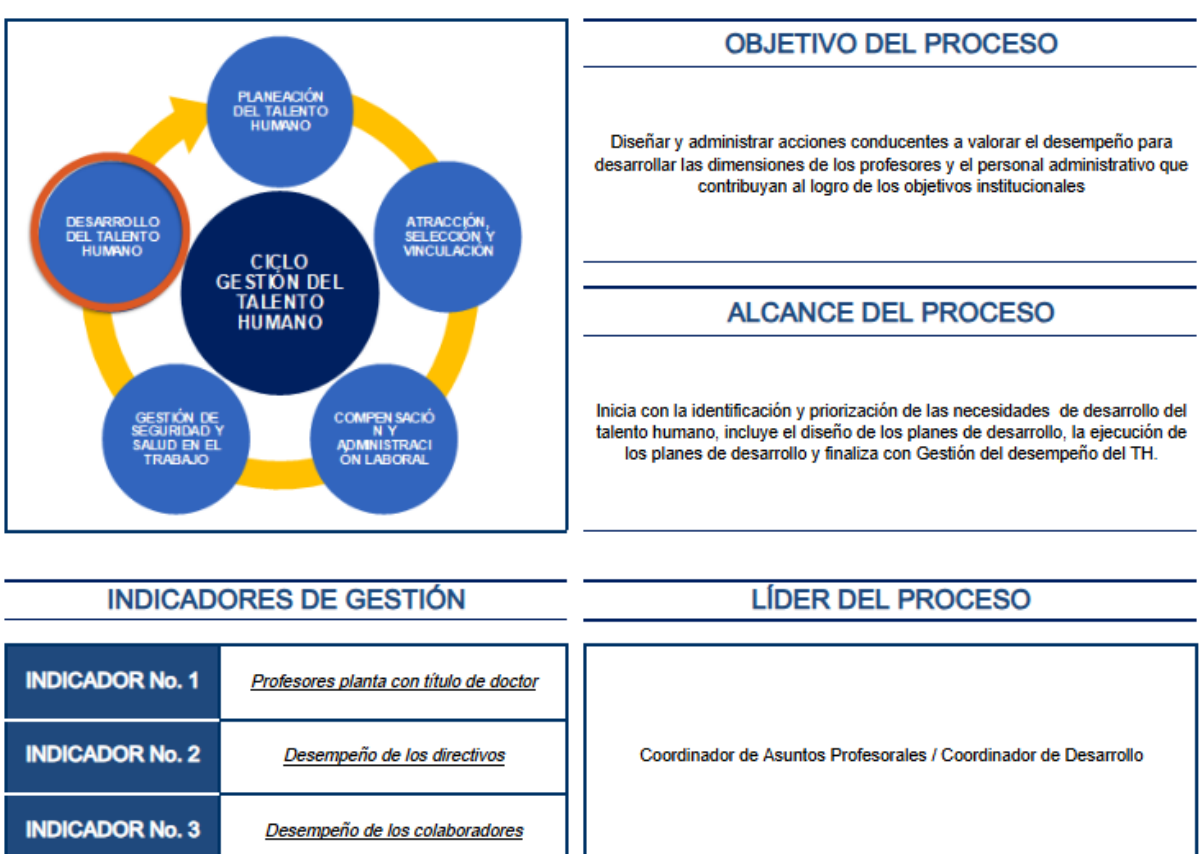 PLANEACIÓN
DEL TALENTO
HUMANO
ATRACCIÓN,
SELECCIÓN Y
VINCULACIÓN
COMPENSACIÓ
N Y
ADMINISTRACI
ÓN LABORAL
GESTIÓN DE
SEGURIDAD Y
SALUD EN EL
TRABAJO
DESARROLLO
DEL TALENTO
HUMANO
CICLO
GESTIÓN DEL
TALENTO
HUMANO
OBJETIVO DEL PROCESO
Diseñar y administrar acciones conducentes a valorar el desempeño para
desarrollar las dimensiones de los profesores y el personal administrativo que
contribuyan al logro de los objetivos institucionales
ALCANCE DEL PROCESO
Inicia con la identificación y priorización de las necesidades de desarrollo del
talento humano, incluye el diseño de los planes de desarrollo, la ejecución de
los planes de desarrollo y finaliza con Gestión del desempeño del TH.
INDICADORES DE GESTIÓN
INDICADOR No. 1
Profesores planta con título de doctor
INDICADOR No. 2
Desempeño de los directivos
INDICADOR No. 3
Desempeño de los colaboradores
LÍDER DEL PROCESO
Coordinador de Asuntos Profesorales / Coordinador de Desarrollo